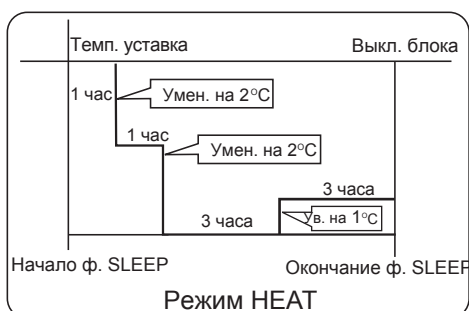 Темп. уставка
Выкл. блока
1 час
Умен. на 2°C
1 час
Умен. на 2°C
3 часа
3 часа
Ув. на 1°C
Начало ф. SLEEP
Окончание ф. SLEEP
Режим HEAT